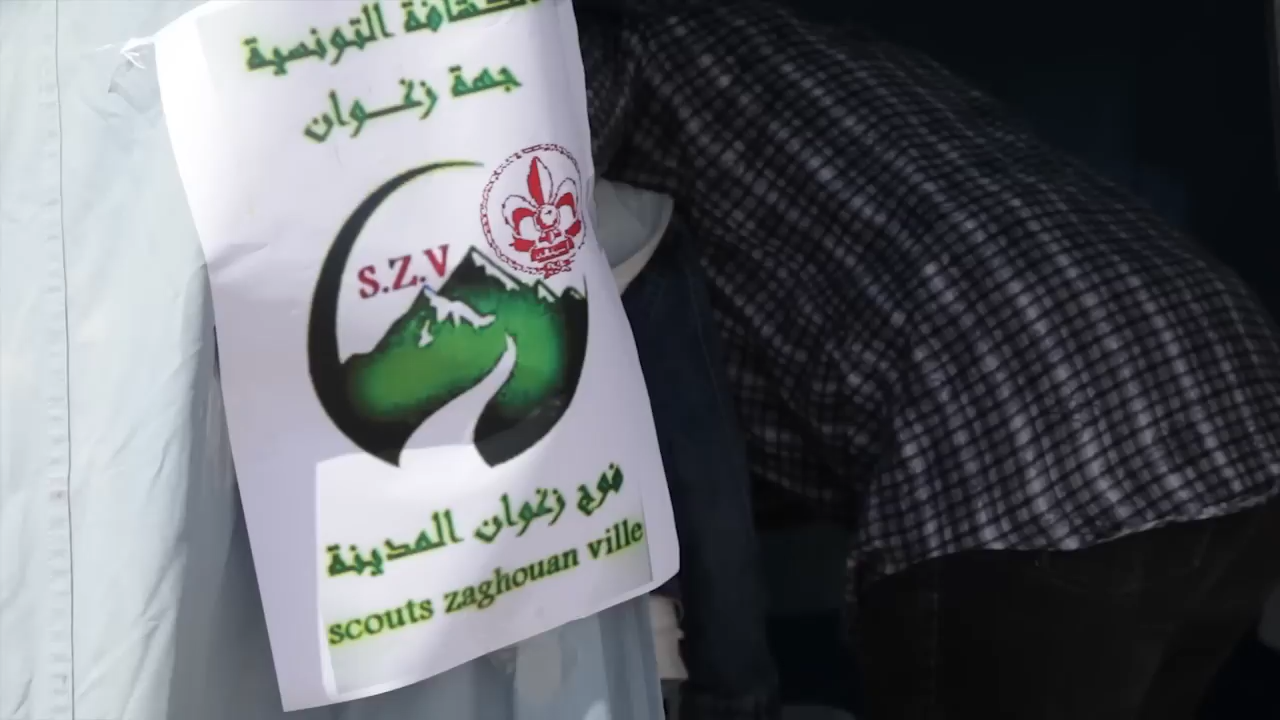 الكشافة التونسية
جهة زغوان
S.Z.V
فوج زغوان المدينة
scouts zaghouan ville